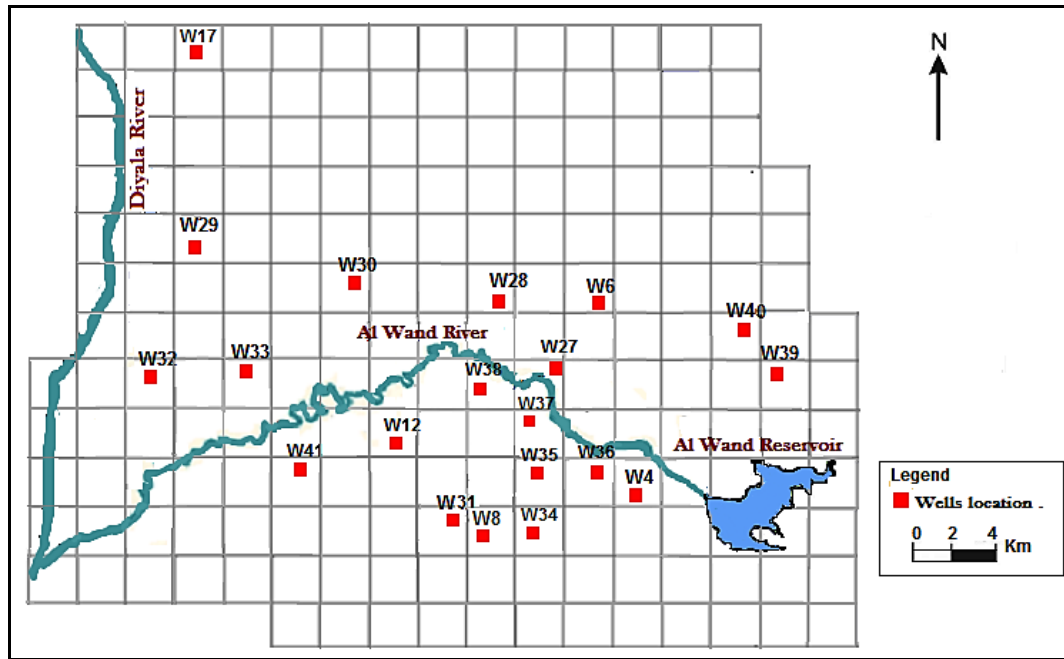 W17
N
Diyala River
W29
W30
W28
W6
W40
Al Wand River
W32
W33
W27
W39
W38
W37
W12
Al Wand Reservoir
W41
W35
W36
W4
Legend
Wells location .
W31
W8
W34
0 2 4
Km